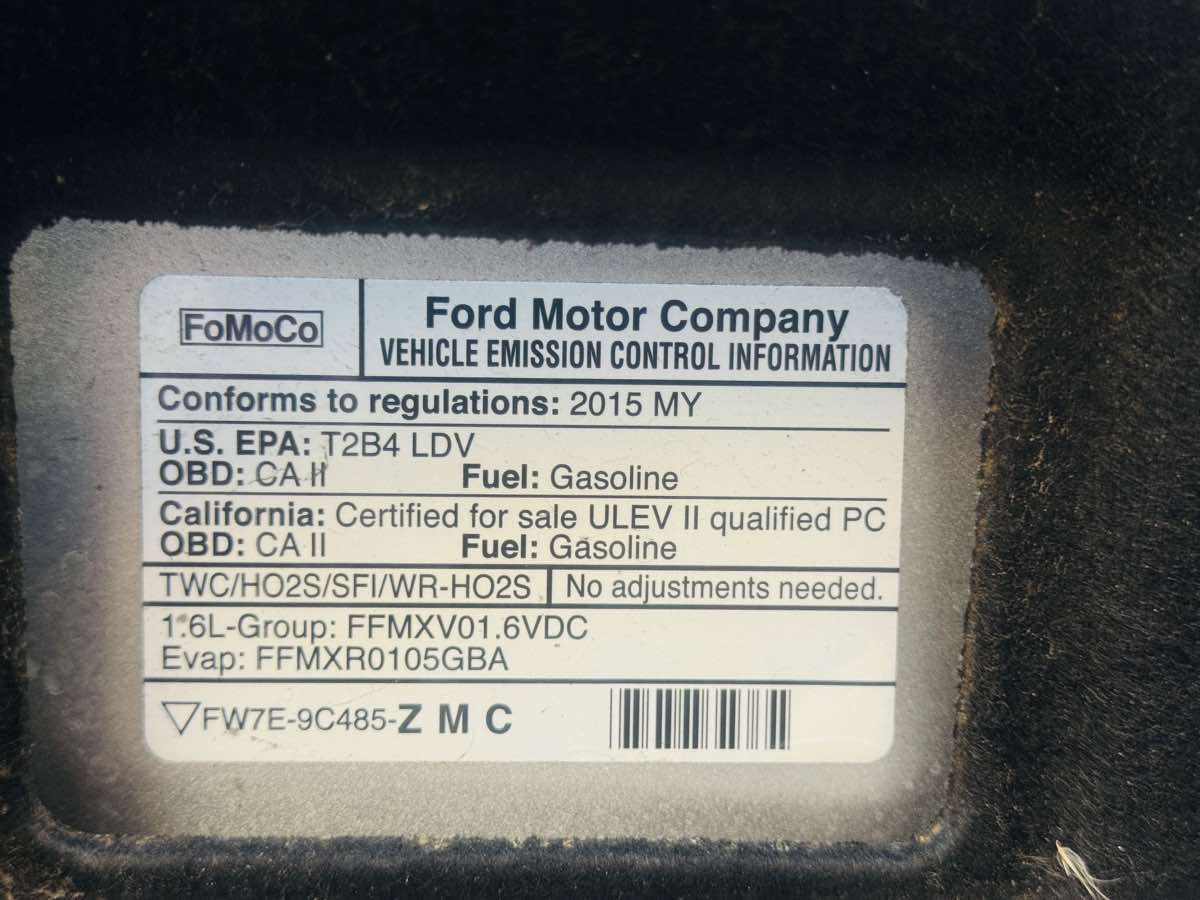 FoMoCo
Ford Motor Company
VEHICLE EMISSION CONTROL INFORMATION
Conforms to regulations: 2015 MY
U.S. EPA: T2B4 LDV
OBD: CA II Fuel: Gasoline
California: Certified for sale ULEV II qualified PC
OBD: CA II Fuel: Gasoline
TWC/HO2S/SFI/WR-HO2S No adjustments needed.
1.6L-Group: FFMXV01.6VDC
Evap: FFMXR0105GBA
▽FW7E-9C485-Z M C